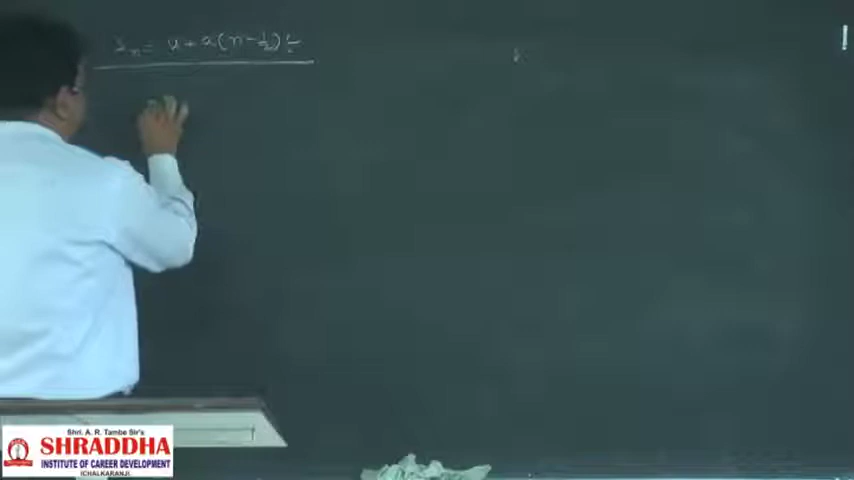 Sn = u + a(n - 1/2)
Shri. A. R. Tambe Sir's
SHRADDHA
INSTITUTE OF CAREER DEVELOPMENT
ICHALKARANJI.